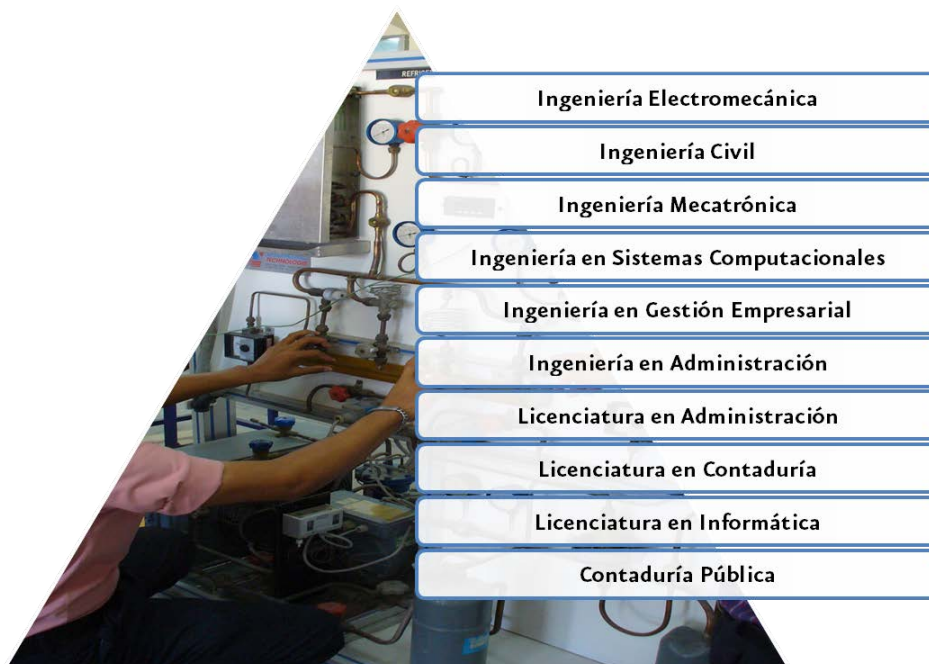 REFRI
Ingeniería Electromecánica
Ingeniería Civil
Ingeniería Mecatrónica
Ingeniería en Sistemas Computacionales
Ingeniería en Gestión Empresarial
Ingeniería en Administración
Licenciatura en Administración
Licenciatura en Contaduría
Licenciatura en Informática
Contaduría Pública